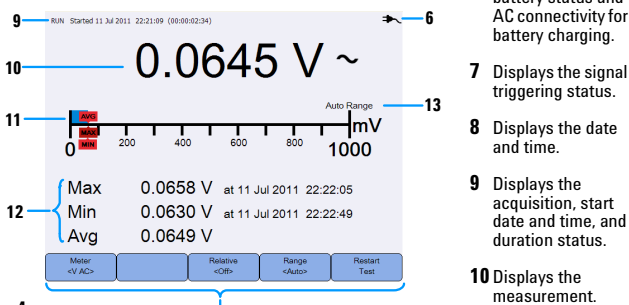 9 RUN Started 11 Jul 2011 22:21:09 (00:00:02:34) 6
10 0.0645 V ~
Auto Range 13
11 AVG
MAX
MIN
0 200 400 600 800 1000 mV
12
Max 0.0658 V at 11 Jul 2011 22:22:05
Min 0.0630 V at 11 Jul 2011 22:22:49
Avg 0.0649 V
Meter
<V AC>
Relative
<Off>
Range
<Auto>
Restart
Test
battery status and
AC connectivity for
battery charging.
7 Displays the signal
triggering status.
8 Displays the date
and time.
9 Displays the
acquisition, start
date and time, and
duration status.
10 Displays the
measurement.